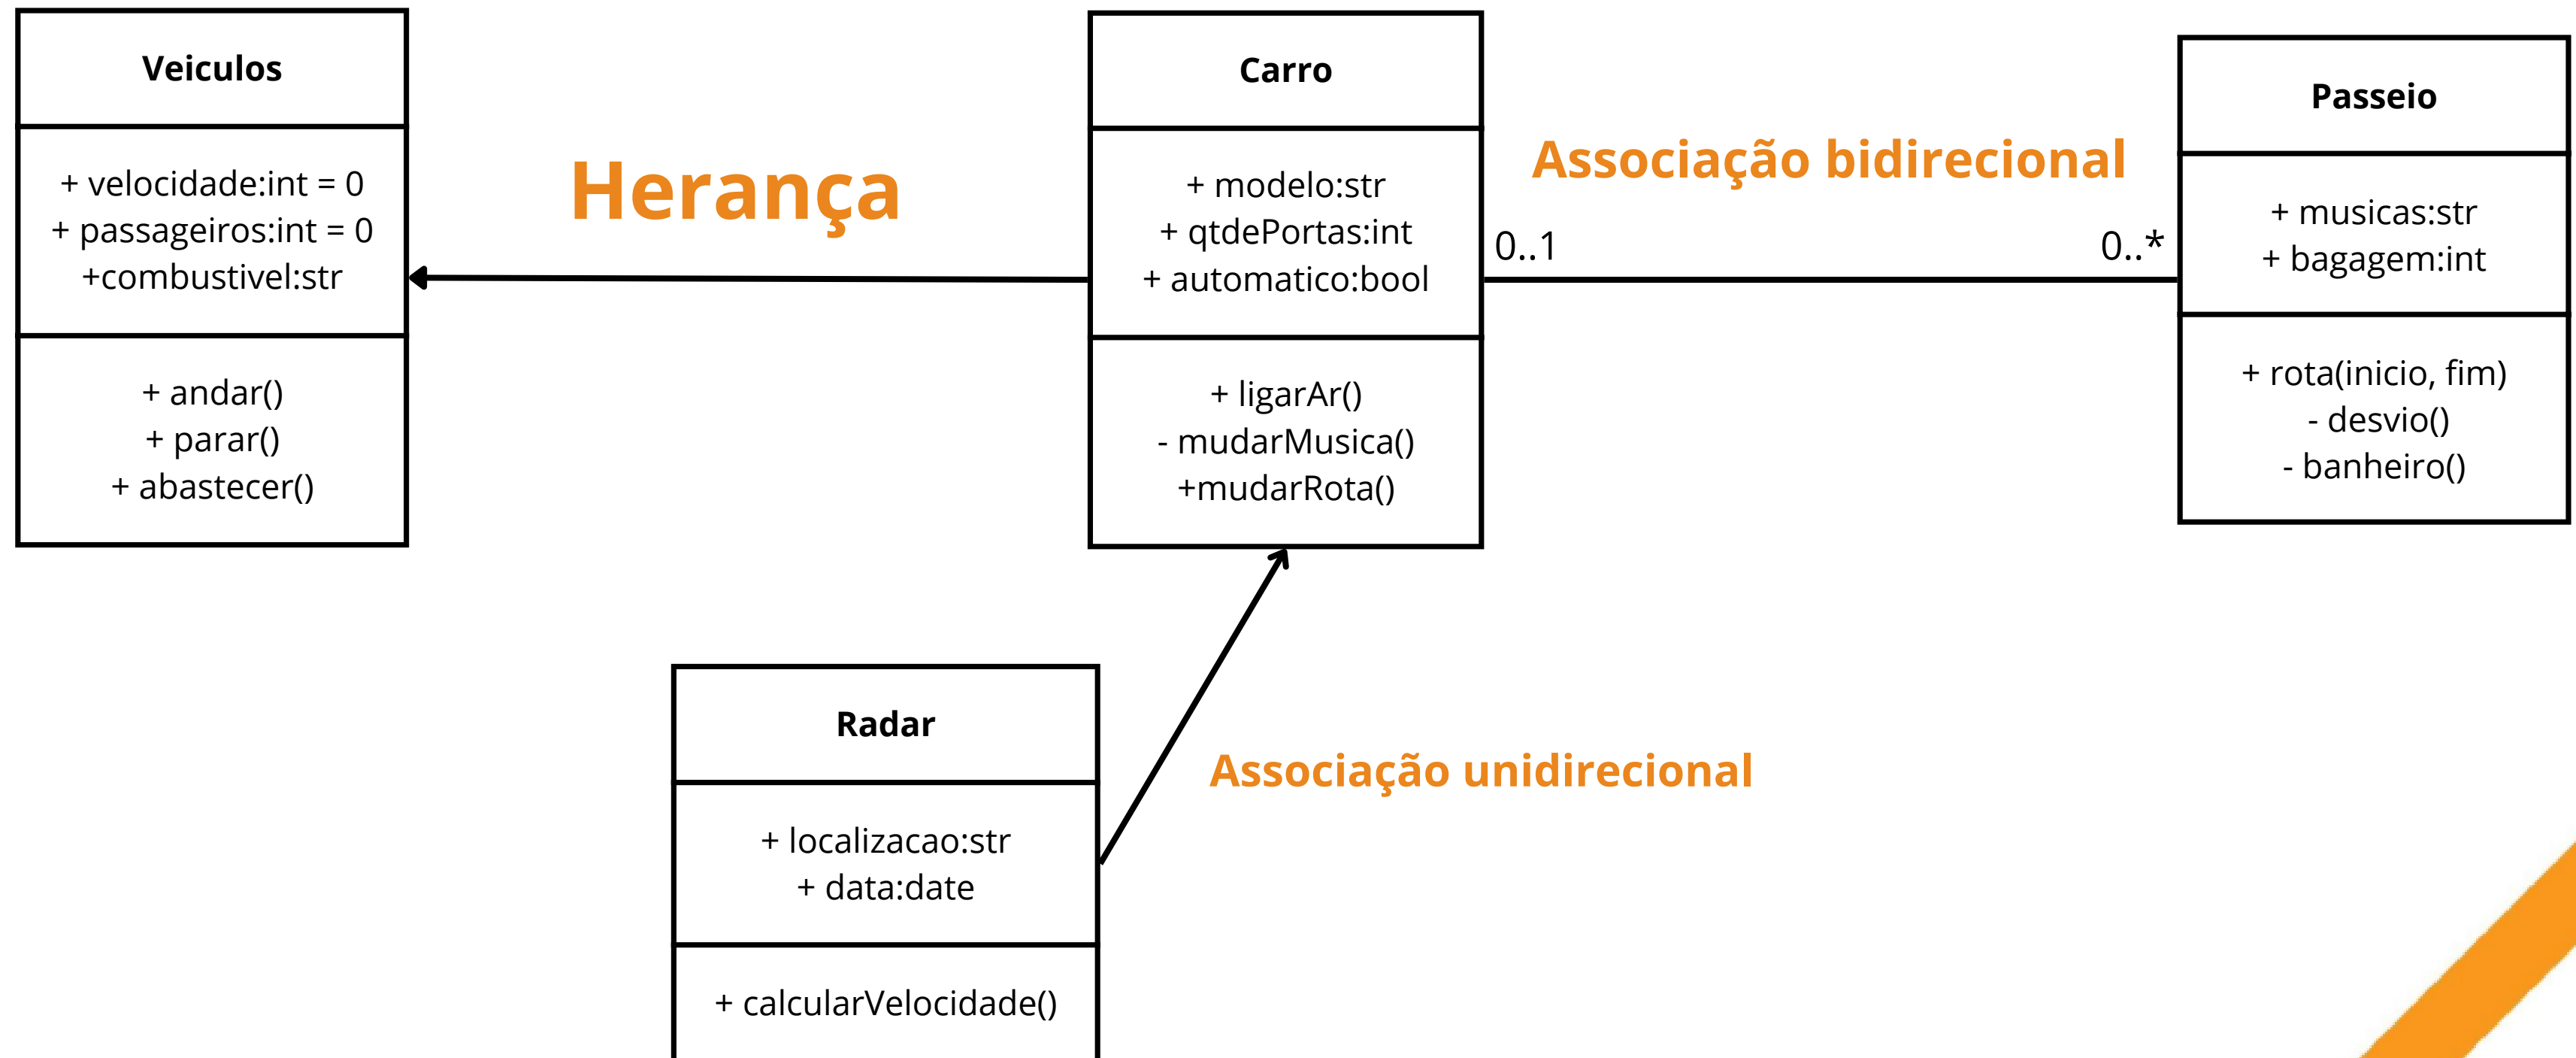 Veiculos
+ velocidade:int = 0
+ passageiros:int = 0
+combustivel:str
+ andar()
+ parar()
+ abastecer()
Herança
Carro
+ modelo:str
+ qtdePortas:int
+ automatico:bool
+ ligarAr()
- mudarMusica()
+mudarRota()
Associação bidirecional
0..1
0..*
Passeio
+ musicas:str
+ bagagem:int
+ rota(inicio, fim)
- desvio()
- banheiro()
Radar
+ localizacao:str
+ data:date
+ calcularVelocidade()
Associação unidirecional